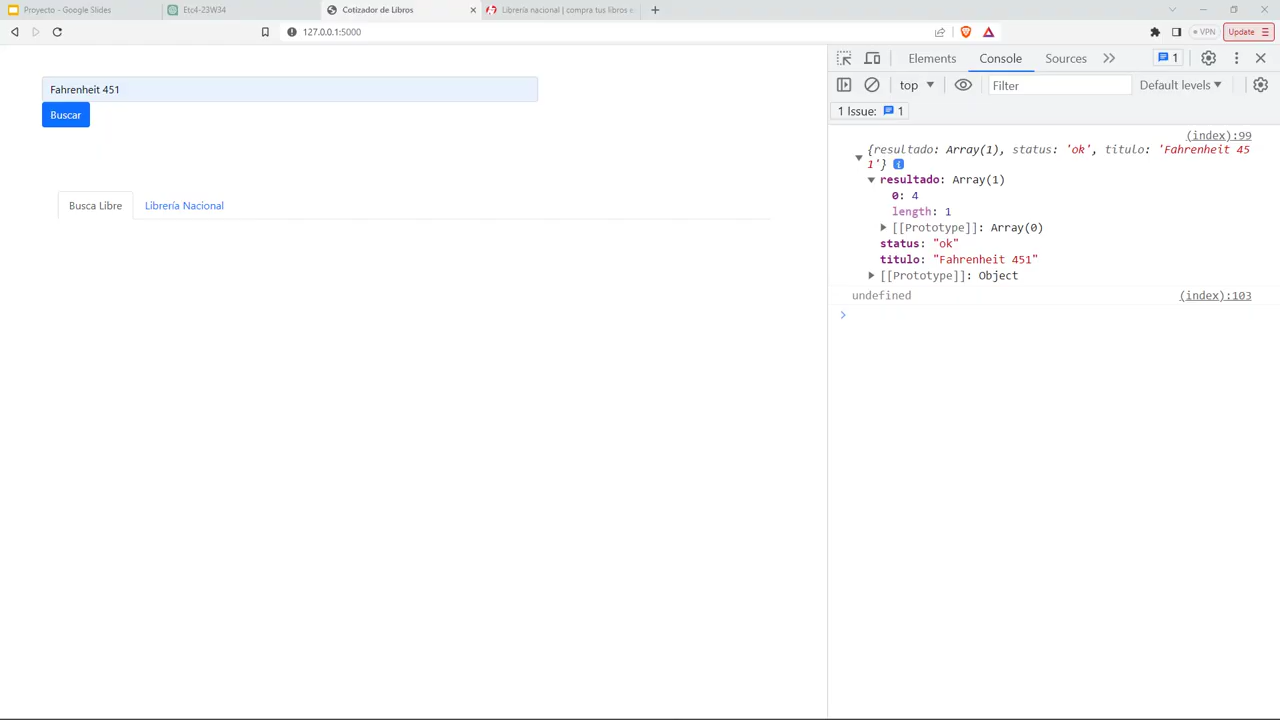 Proyecto - Google Slides
Eto4-23W34
Cotizador de Libros
Librería nacional | compra tus libros e
127.0.0.1:5000
VPN
Update
Fahrenheit 451
Buscar
Busca Libre
Librería Nacional
Elements
Console
Sources
1
top
Filter
Default levels
1 Issue:
1
(index):99
{resultado: Array(1), status: 'ok', titulo: 'Fahrenheit 45
1'}
resultado: Array(1)
0: 4
length: 1
[[Prototype]]: Array(0)
status: "ok"
titulo: "Fahrenheit 451"
[[Prototype]]: Object
undefined
(index):103